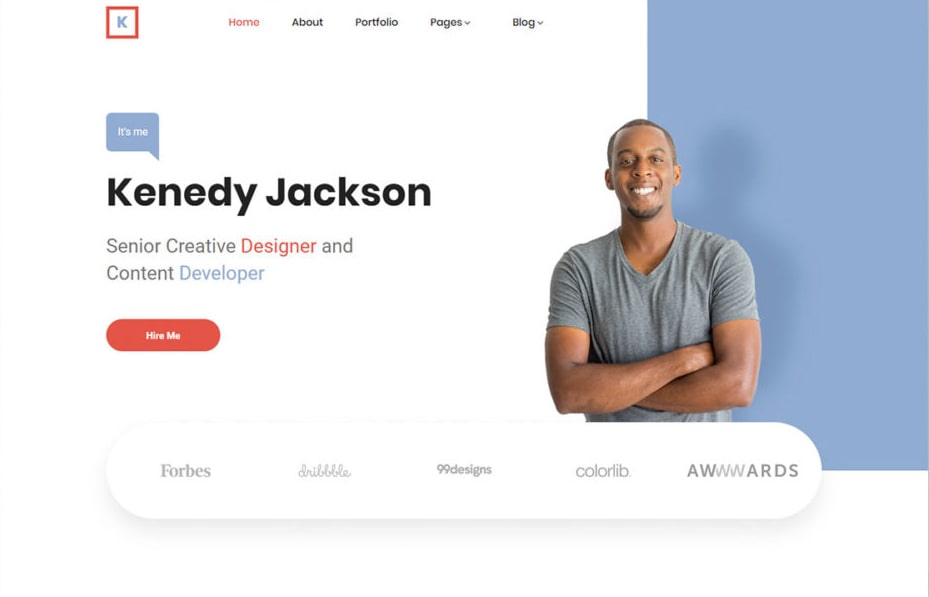 K
Home About Portfolio Pages Blog
It's me
Kenedy Jackson
Senior Creative Designer and
Content Developer
Hire Me
Forbes dribbble 99designs colorlib. AWWWARDS